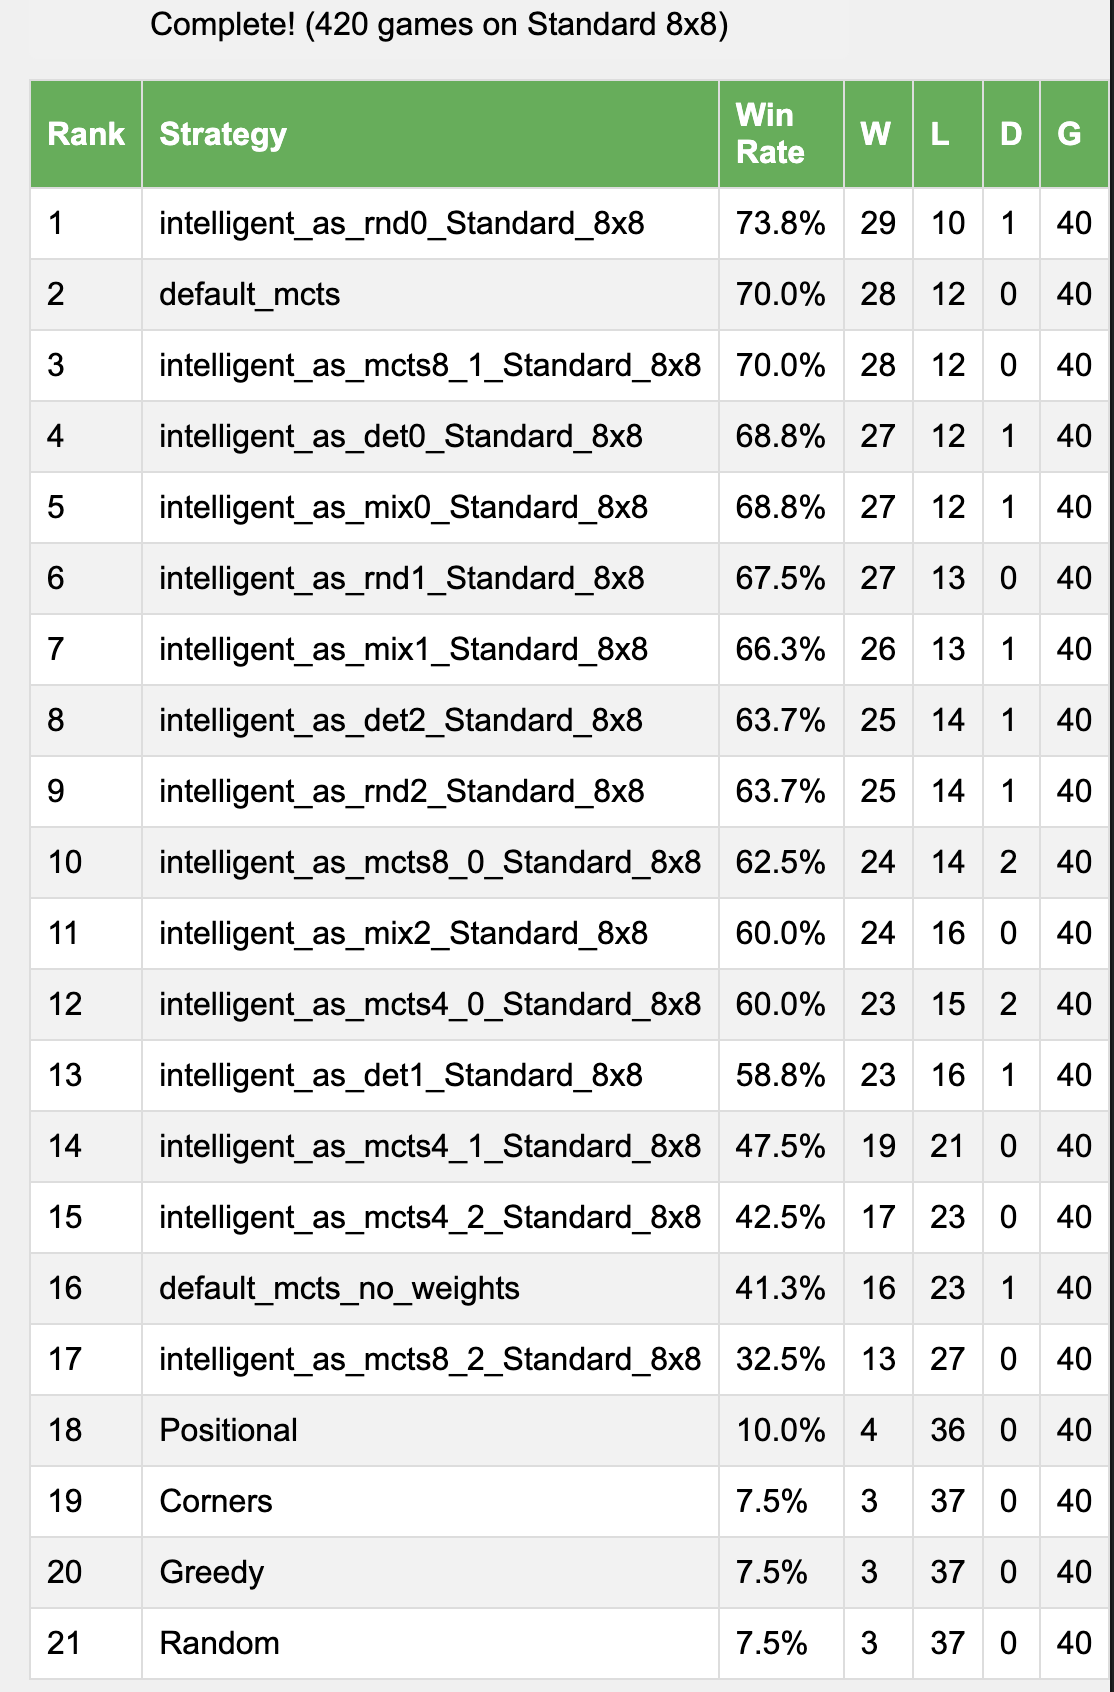 Complete! (420 games on Standard 8x8)
Rank Strategy Win Rate W L D G
1 intelligent_as_rnd0_Standard_8x8 73.8% 29 10 1 40
2 default_mcts 70.0% 28 12 0 40
3 intelligent_as_mcts8_1_Standard_8x8 70.0% 28 12 0 40
4 intelligent_as_det0_Standard_8x8 68.8% 27 12 1 40
5 intelligent_as_mix0_Standard_8x8 68.8% 27 12 1 40
6 intelligent_as_rnd1_Standard_8x8 67.5% 27 13 0 40
7 intelligent_as_mix1_Standard_8x8 66.3% 26 13 1 40
8 intelligent_as_det2_Standard_8x8 63.7% 25 14 1 40
9 intelligent_as_rnd2_Standard_8x8 63.7% 25 14 1 40
10 intelligent_as_mcts8_0_Standard_8x8 62.5% 24 14 2 40
11 intelligent_as_mix2_Standard_8x8 60.0% 24 16 0 40
12 intelligent_as_mcts4_0_Standard_8x8 60.0% 23 15 2 40
13 intelligent_as_det1_Standard_8x8 58.8% 23 16 1 40
14 intelligent_as_mcts4_1_Standard_8x8 47.5% 19 21 0 40
15 intelligent_as_mcts4_2_Standard_8x8 42.5% 17 23 0 40
16 default_mcts_no_weights 41.3% 16 23 1 40
17 intelligent_as_mcts8_2_Standard_8x8 32.5% 13 27 0 40
18 Positional 10.0% 4 36 0 40
19 Corners 7.5% 3 37 0 40
20 Greedy 7.5% 3 37 0 40
21 Random 7.5% 3 37 0 40